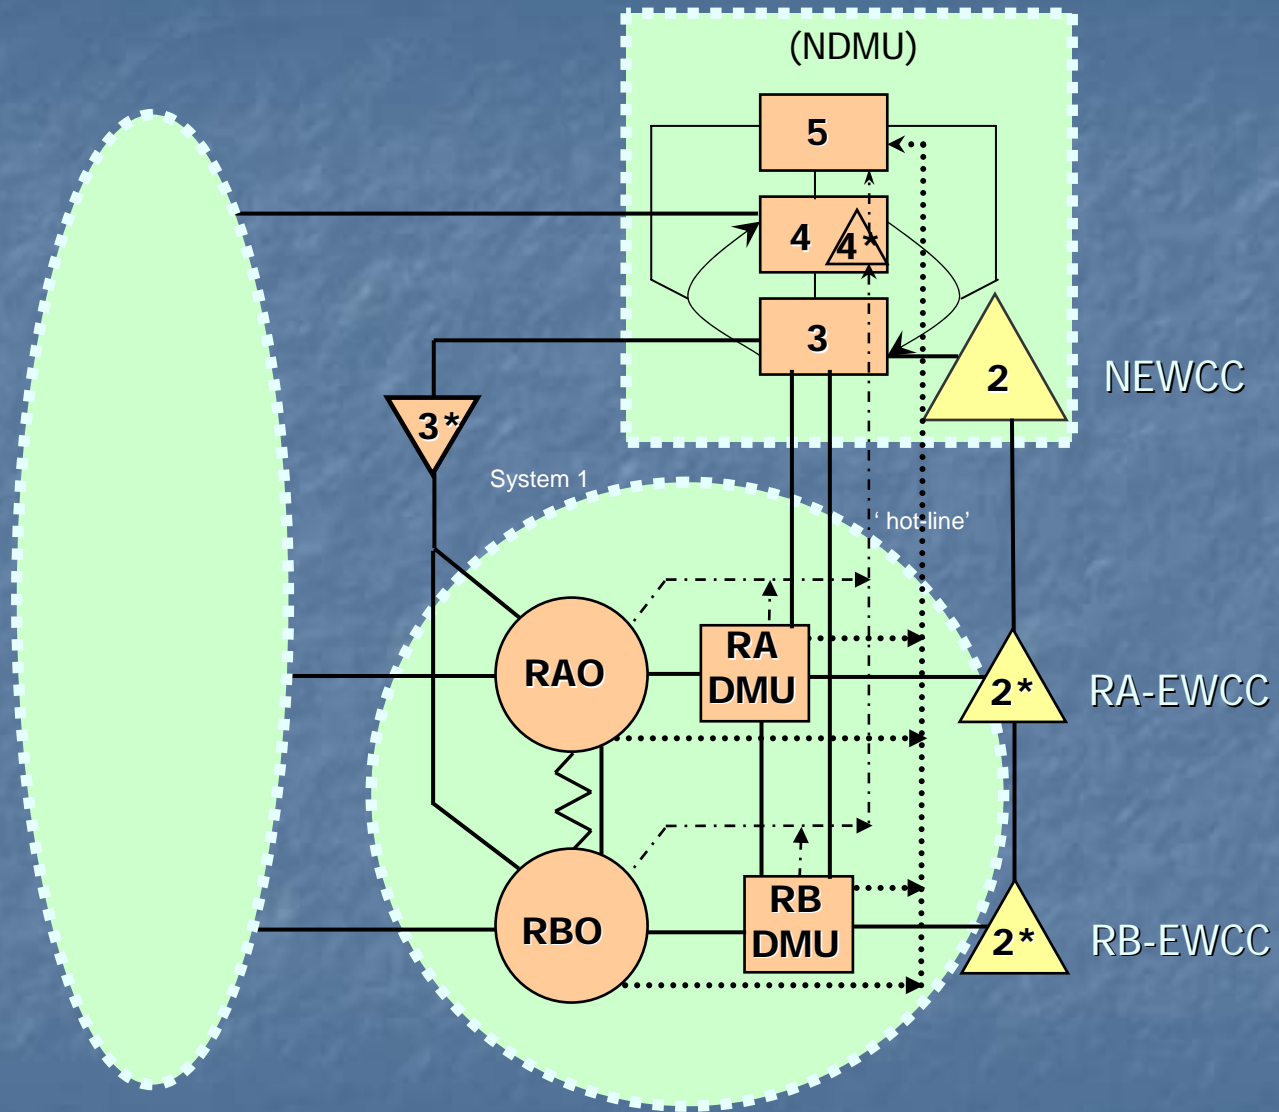 (NDMU)
5
4
4*
3
2
NEWCC
3*
System 1
‘ hot-line’
RAO
RA
DMU
2*
RA-EWCC
RBO
RB
DMU
2*
RB-EWCC